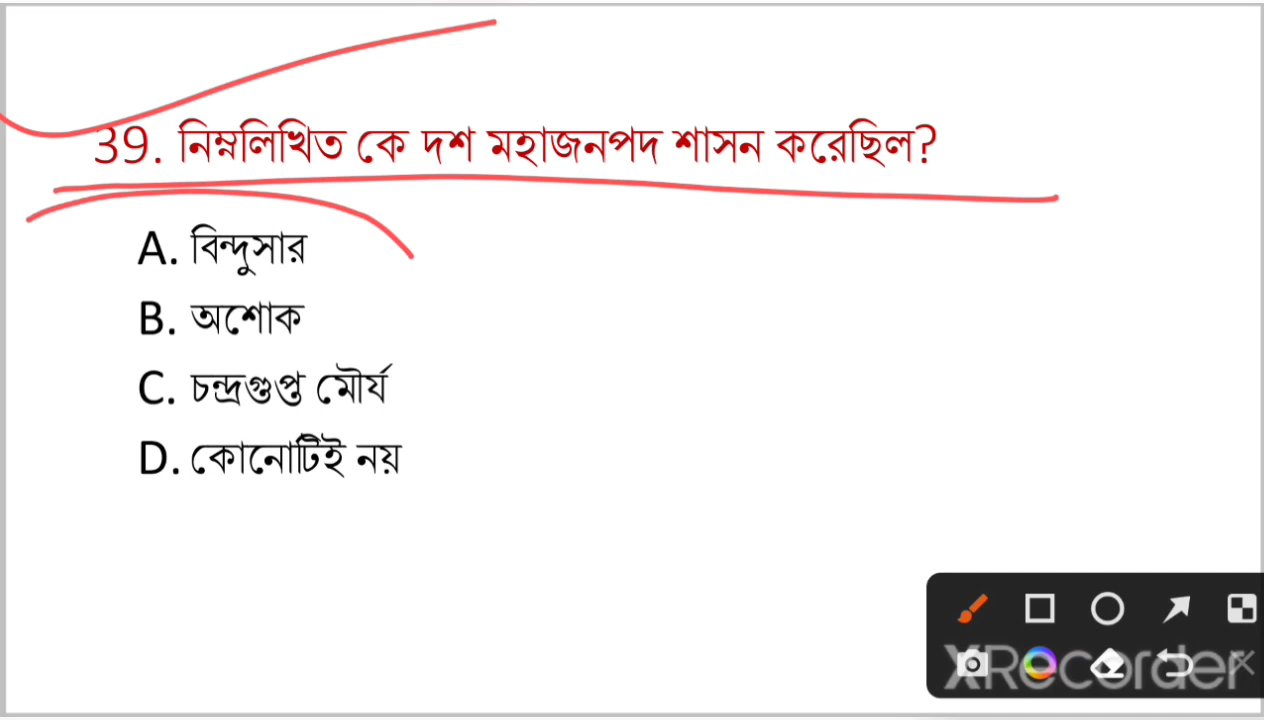 39. নিম্নলিখিত কে দশ মহাজনপদ শাসন করেছিল?
A. বিন্দুসার
B. অশোক
C. চন্দ্রগুপ্ত মৌর্য
D. কোনোটিই নয়
XRecorder